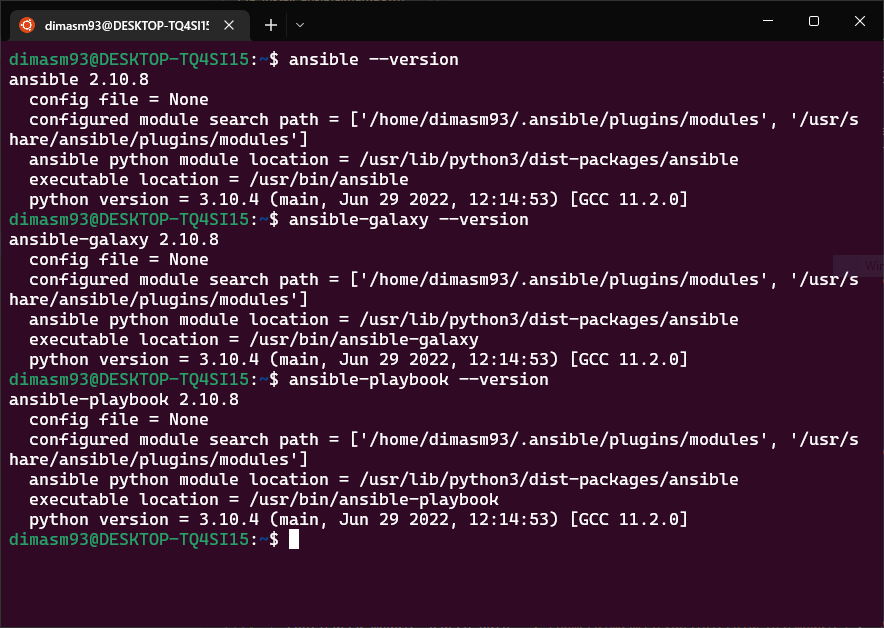 dimasm93@DESKTOP-TQ4SI1
dimasm93@DESKTOP-TQ4SI15:~$ ansible --version
ansible 2.10.8
  config file = None
  configured module search path = ['/home/dimasm93/.ansible/plugins/modules', '/usr/s
hare/ansible/plugins/modules']
  ansible python module location = /usr/lib/python3/dist-packages/ansible
  executable location = /usr/bin/ansible
  python version = 3.10.4 (main, Jun 29 2022, 12:14:53) [GCC 11.2.0]
dimasm93@DESKTOP-TQ4SI15:~$ ansible-galaxy --version
ansible-galaxy 2.10.8
  config file = None
  configured module search path = ['/home/dimasm93/.ansible/plugins/modules', '/usr/s
hare/ansible/plugins/modules']
  ansible python module location = /usr/lib/python3/dist-packages/ansible
  executable location = /usr/bin/ansible-galaxy
  python version = 3.10.4 (main, Jun 29 2022, 12:14:53) [GCC 11.2.0]
dimasm93@DESKTOP-TQ4SI15:~$ ansible-playbook --version
ansible-playbook 2.10.8
  config file = None
  configured module search path = ['/home/dimasm93/.ansible/plugins/modules', '/usr/s
hare/ansible/plugins/modules']
  ansible python module location = /usr/lib/python3/dist-packages/ansible
  executable location = /usr/bin/ansible-playbook
  python version = 3.10.4 (main, Jun 29 2022, 12:14:53) [GCC 11.2.0]
dimasm93@DESKTOP-TQ4SI15:~$